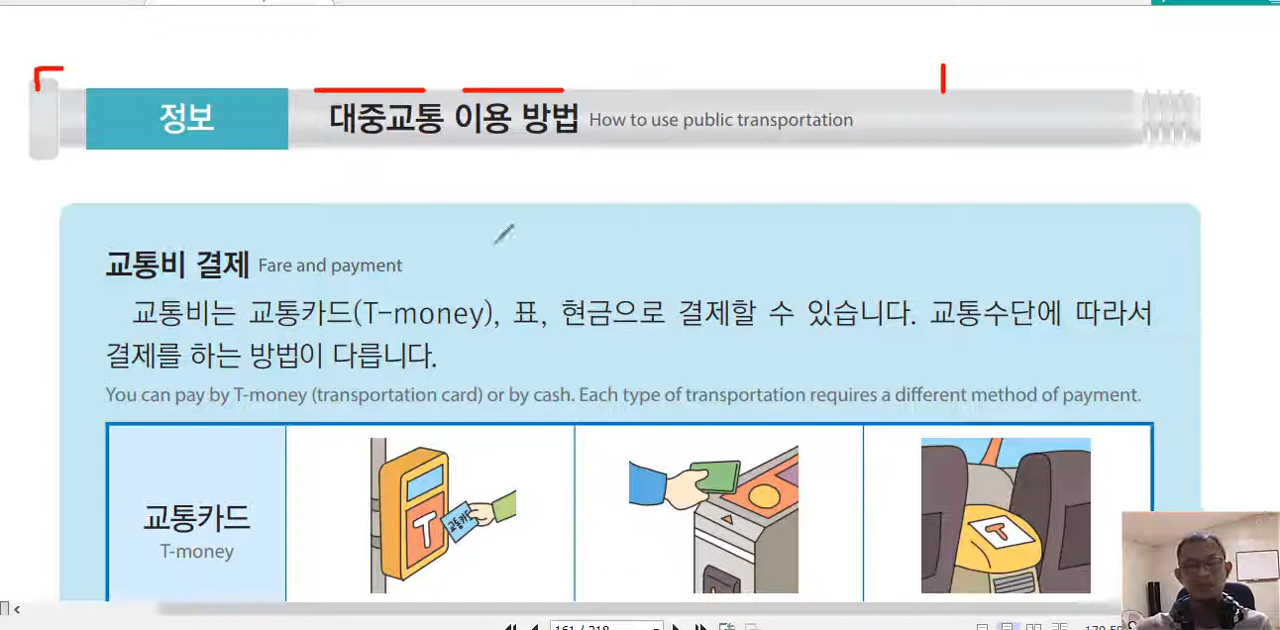 정보 대중교통 이용 방법 How to use public transportation
교통비 결제 Fare and payment
교통비는 교통카드(T-money), 표, 현금으로 결제할 수 있습니다. 교통수단에 따라서
결제를 하는 방법이 다릅니다.
You can pay by T-money (transportation card) or by cash. Each type of transportation requires a different method of payment.
교통카드
T-money
T
교통카드
T
161 / 218